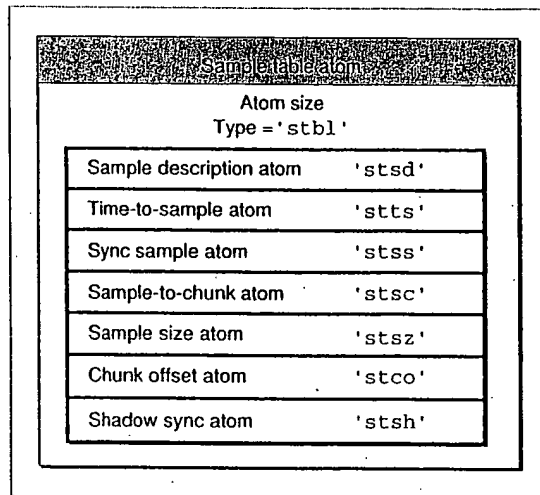 Sample table atom
Atom size
Type = 'stbl'
Sample description atom 'stsd'
Time-to-sample atom 'stts'
Sync sample atom 'stss'
Sample-to-chunk atom 'stsc'
Sample size atom 'stsz'
Chunk offset atom 'stco'
Shadow sync atom 'stsh'